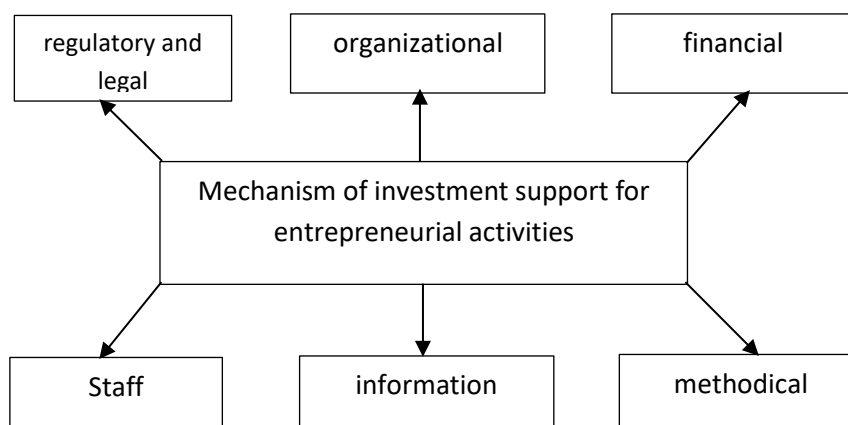 regulatory and
legal
organizational
financial
Mechanism of investment support for
entrepreneurial activities
Staff
information
methodical